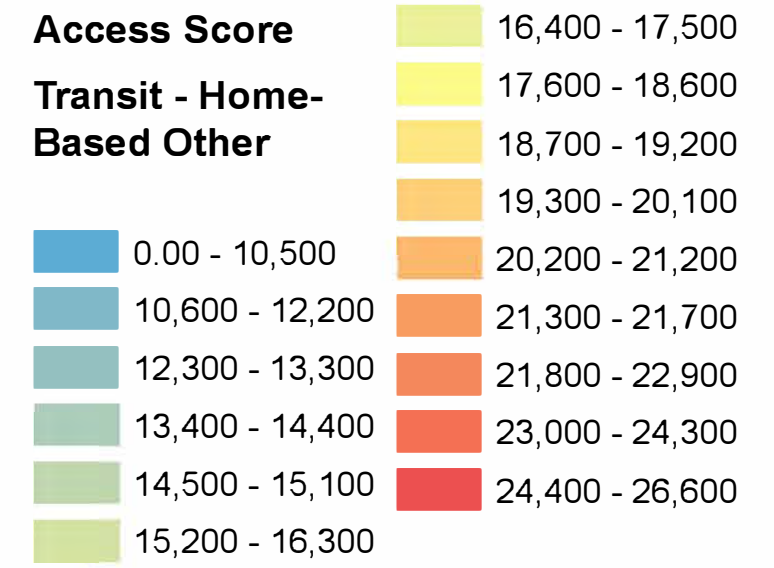 Access Score
Transit - Home-
Based Other
0.00 - 10,500
10,600 - 12,200
12,300 - 13,300
13,400 - 14,400
14,500 - 15,100
15,200 - 16,300
16,400 - 17,500
17,600 - 18,600
18,700 - 19,200
19,300 - 20,100
20,200 - 21,200
21,300 - 21,700
21,800 - 22,900
23,000 - 24,300
24,400 - 26,600